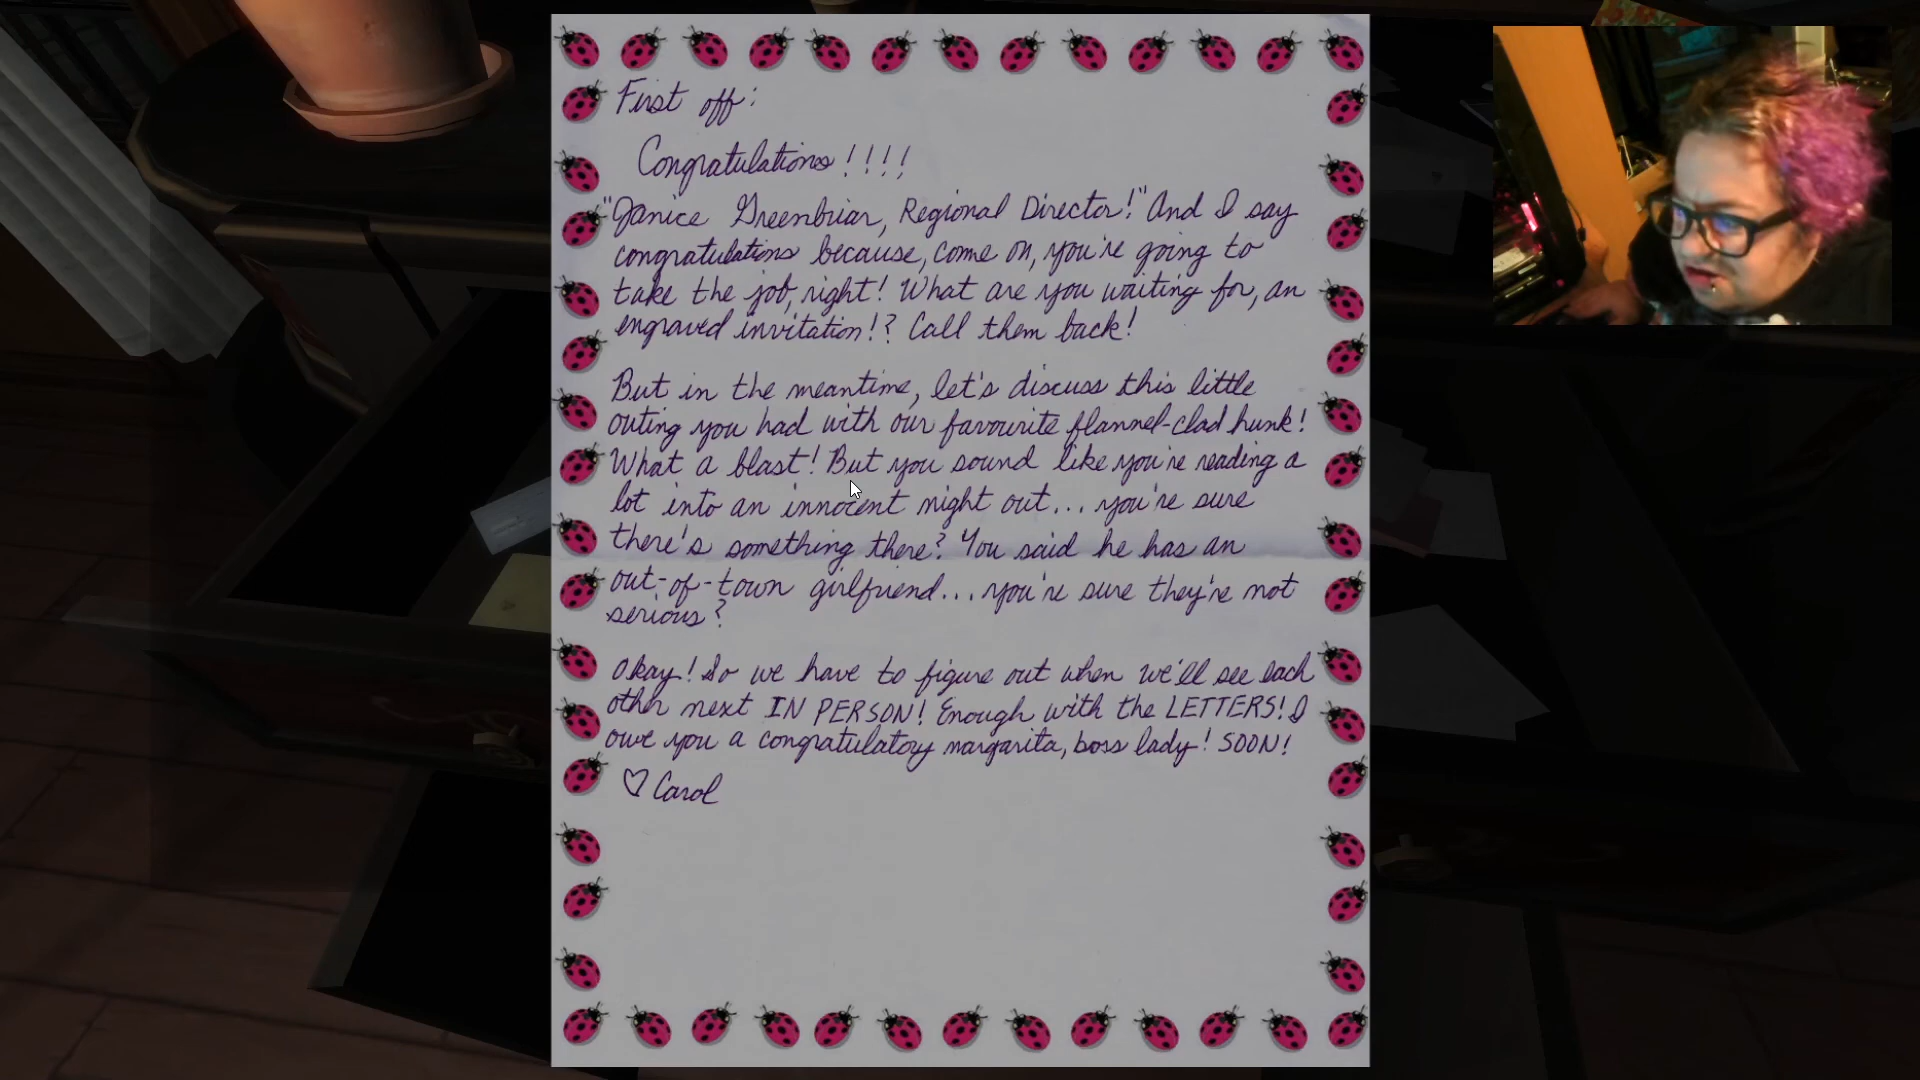 First off:
Congratulations!!!!
"Janice Greenbriar, Regional Director!" And I say
congratulations because, come on, you're going to
take the job, right! What are you waiting for, an
engraved invitation!? Call them back!
But in the meantime, let's discuss this little
outing you had with our favourite flannel-clad hunk!
What a blast! But you sound like you're reading a
lot into an innocent night out... you're sure
there's something there? You said he has an
out-of-town girlfriend... you're sure they're not
serious?
Okay! So we have to figure out when we'll see each
other next IN PERSON! Enough with the LETTERS! I
owe you a congratulatory margarita, boss lady! SOON!
♡ Carol